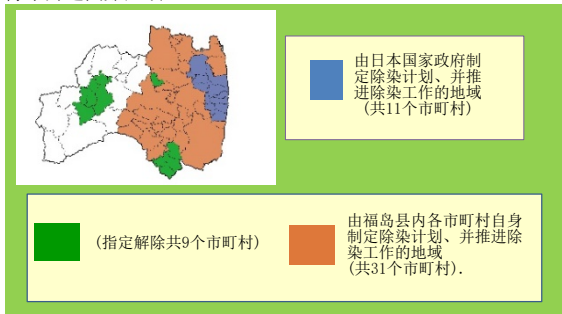 由日本国家政府制
定除染计划、并推
进除染工作的地域
(共11个市町村)
(指定解除共9个市町村)
由福岛县内各市町村自身
制定除染计划、并推进除
染工作的地域
(共31个市町村).